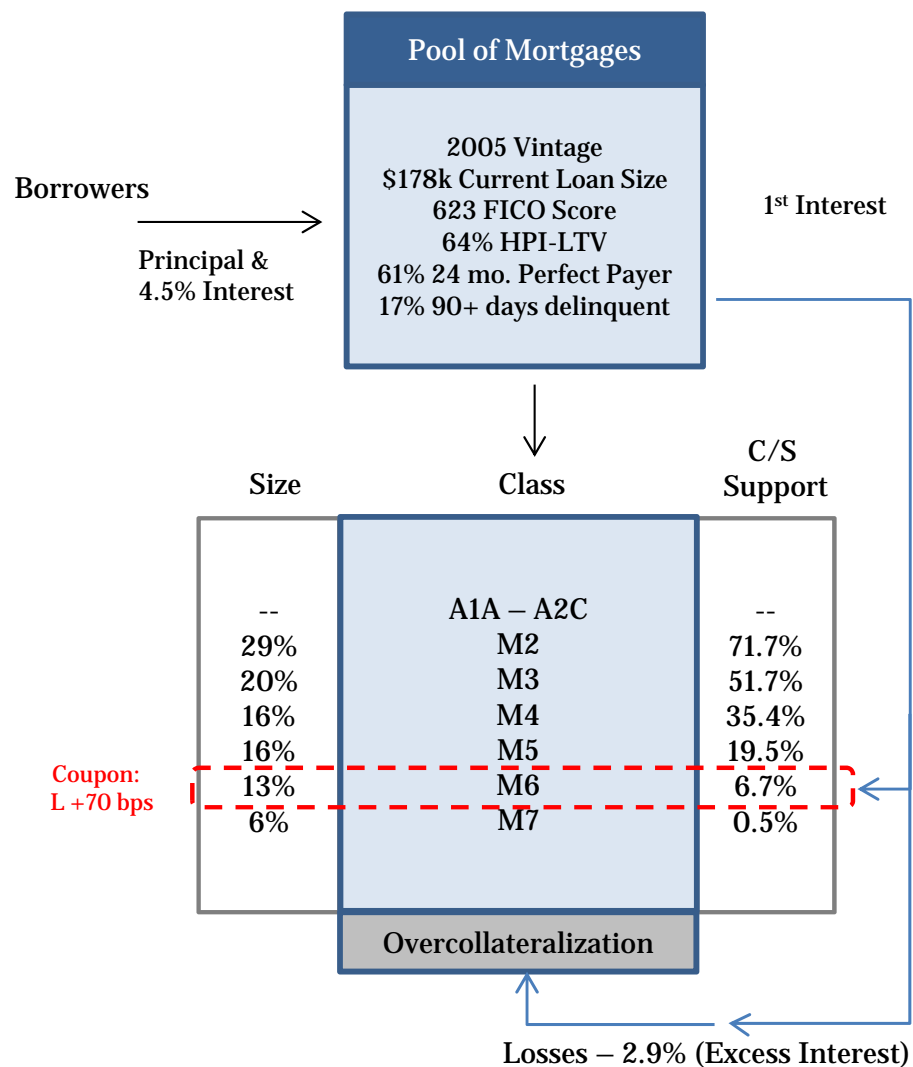 Pool of Mortgages
2005 Vintage
$178k Current Loan Size
623 FICO Score
64% HPI-LTV
61% 24 mo. Perfect Payer
17% 90+ days delinquent
Borrowers
Principal &
4.5% Interest
1st Interest
Size
Class
C/S
Support
-- A1A – A2C --
29% M2 71.7%
20% M3 51.7%
16% M4 35.4%
16% M5 19.5%
13% M6 6.7%
6% M7 0.5%
Coupon:
L +70 bps
Overcollateralization
Losses – 2.9% (Excess Interest)